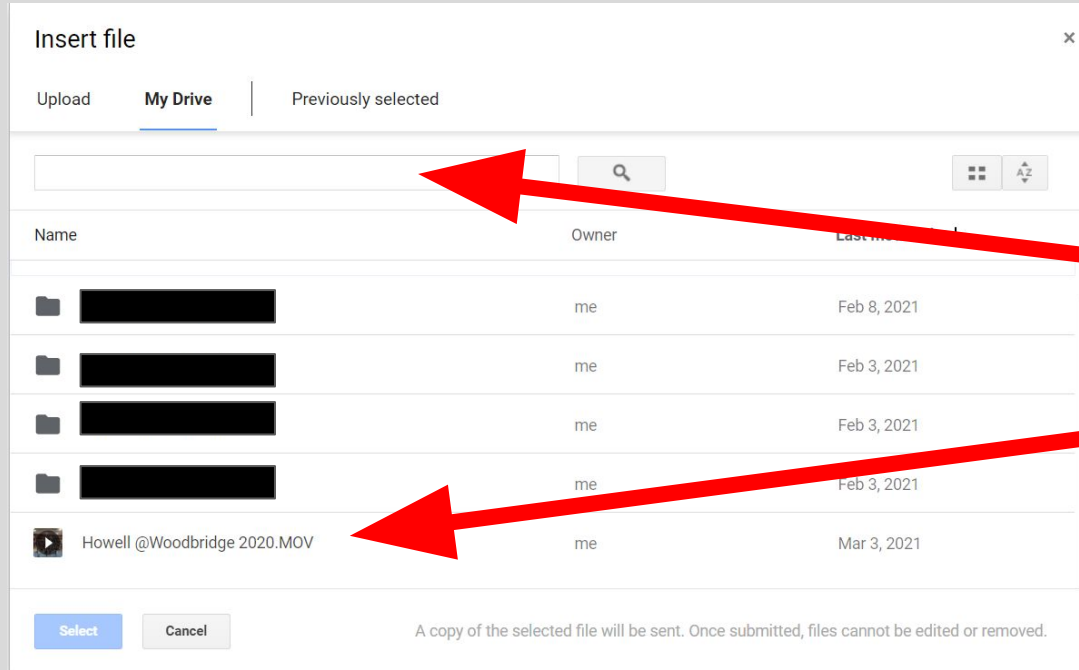 Insert file
×
Upload My Drive Previously selected
AZ
Name Owner
me Feb 8, 2021
me Feb 3, 2021
me Feb 3, 2021
me Feb 3, 2021
Howell @Woodbridge 2020.MOV me Mar 3, 2021
Select Cancel A copy of the selected file will be sent. Once submitted, files cannot be edited or removed.